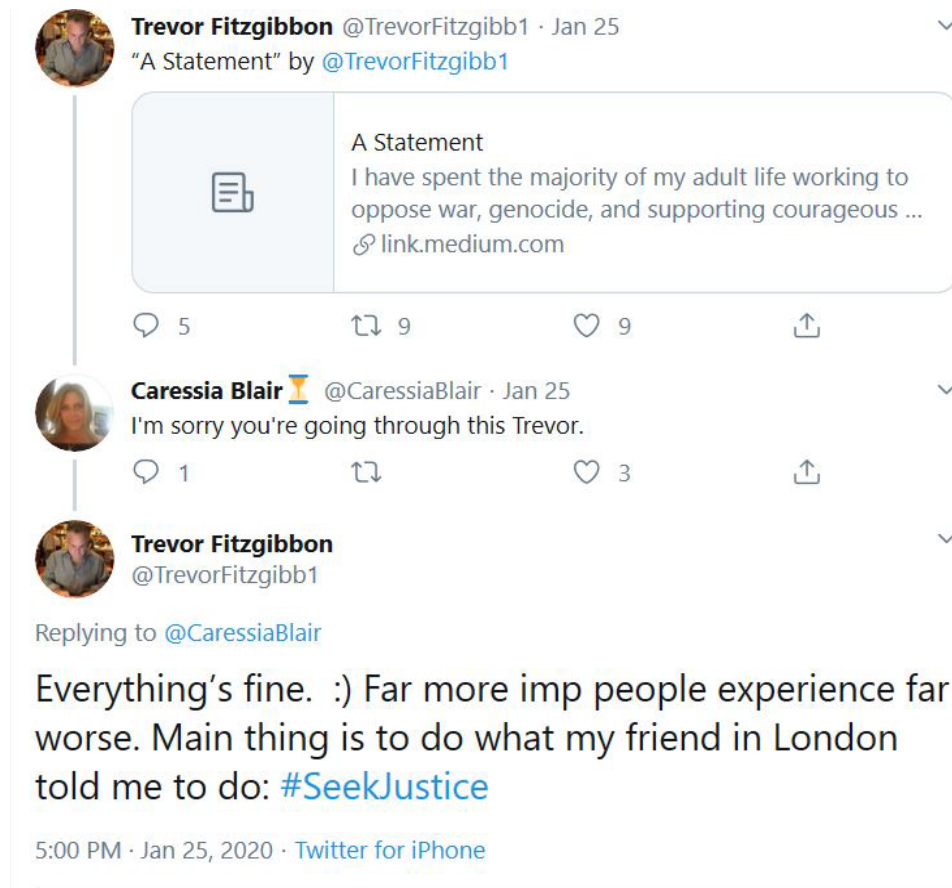 Trevor Fitzgibbon @TrevorFitzgibb1 · Jan 25
“A Statement” by @TrevorFitzgibb1
A Statement
I have spent the majority of my adult life working to
oppose war, genocide, and supporting courageous ...
link.medium.com
5 9 9
Caressia Blair⏳ @CaressiaBlair · Jan 25
I'm sorry you're going through this Trevor.
1 3
Trevor Fitzgibbon
@TrevorFitzgibb1
Replying to @CaressiaBlair
Everything’s fine.  :) Far more imp people experience far
worse. Main thing is to do what my friend in London
told me to do: #SeekJustice
5:00 PM · Jan 25, 2020 · Twitter for iPhone